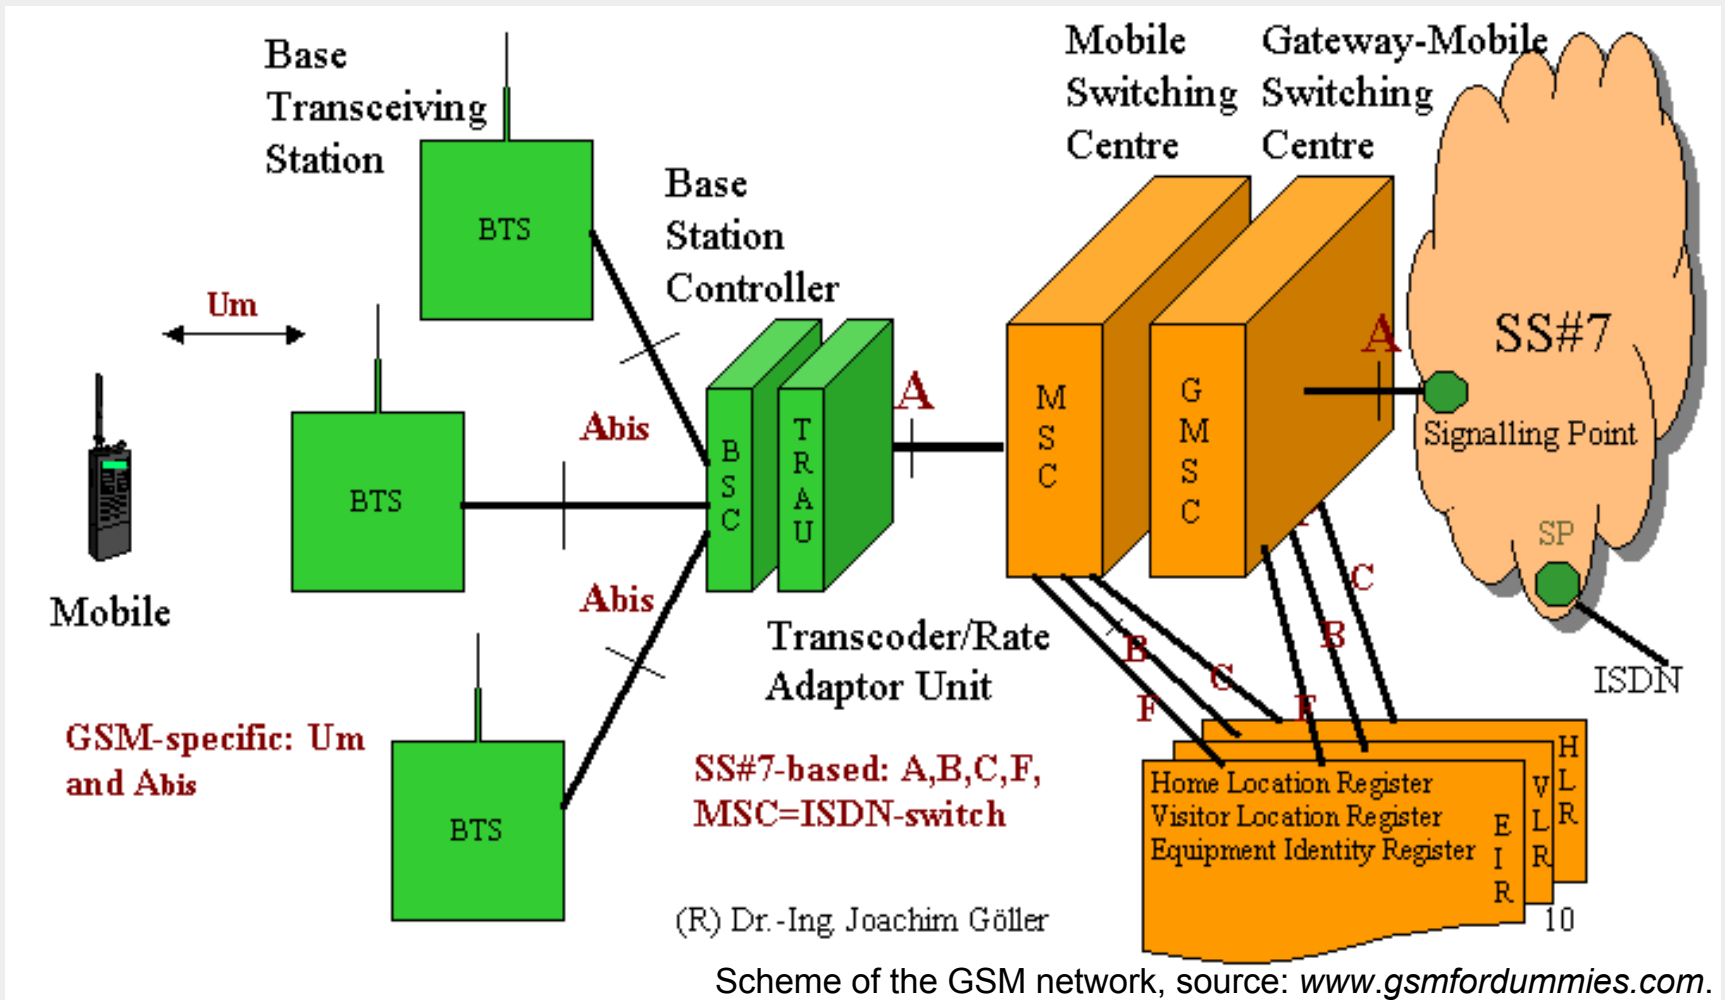 Base
Transceiving
Station
Mobile
Switching
Centre
Gateway-Mobile
Switching
Centre
BTS
Base
Station
Controller
Um
SS#7
A
A
M
S
C
G
M
S
C
Signalling Point
Abis
B
S
C
T
R
A
U
BTS
SP
C
Mobile
Abis
Transcoder/Rate
Adaptor Unit
B
C
F
B
F
ISDN
GSM-specific: Um
and Abis
SS#7-based: A,B,C,F,
MSC=ISDN-switch
BTS
Home Location Register
Visitor Location Register
Equipment Identity Register
E
I
R
V
L
R
H
L
R
(R) Dr.-Ing. Joachim Göller
10
Scheme of the GSM network, source: www.gsmfordummies.com.